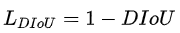 L_{DIoU} = 1 − DIoU